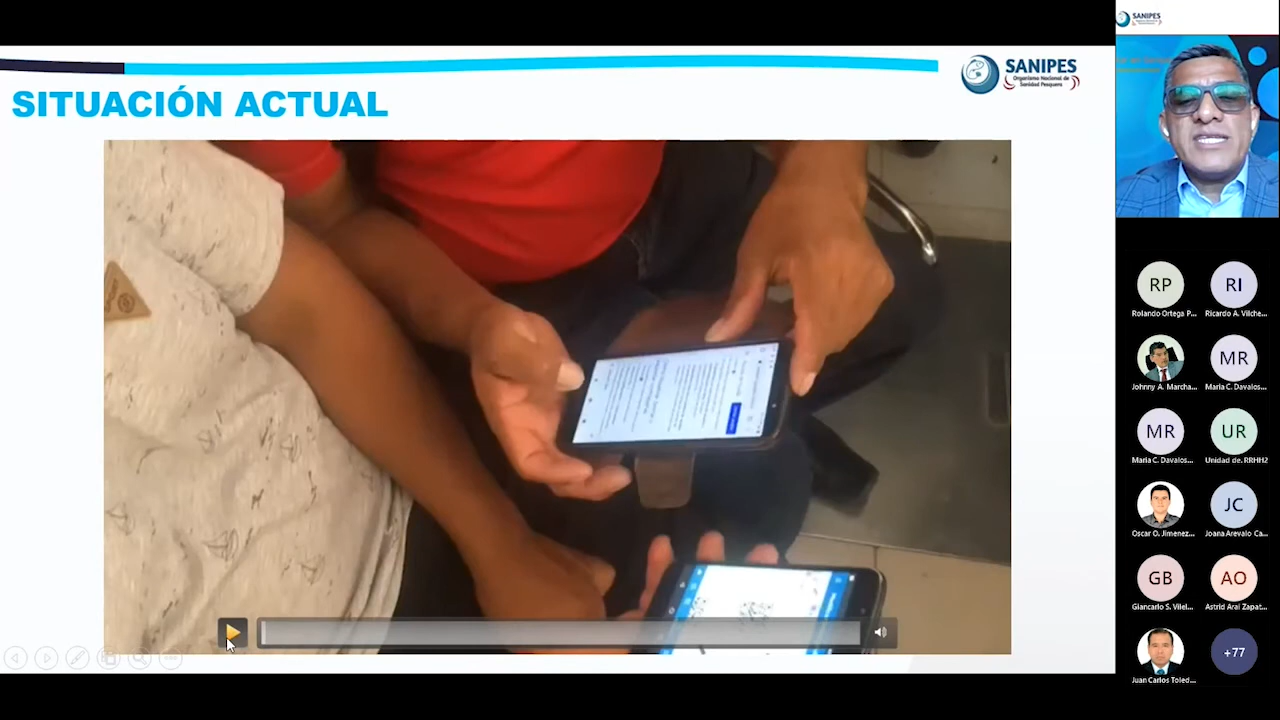 SITUACIÓN ACTUAL
SANIPES
Organismo Nacional de
Sanidad Pesquera
SANIPES
RP
Rolando Ortega P...
RI
Ricardo A. Vilche...
Johnny A. Marcha...
MR
Maria C. Davalos...
MR
Maria C. Davalos...
UR
Unidad de. RRHH2
Oscar O. Jimenez...
JC
Joana Arevalo Ca...
GB
Giancarlo S. Vilel...
AO
Astrid Arai Zapat...
Juan Carlos Toled...
+77